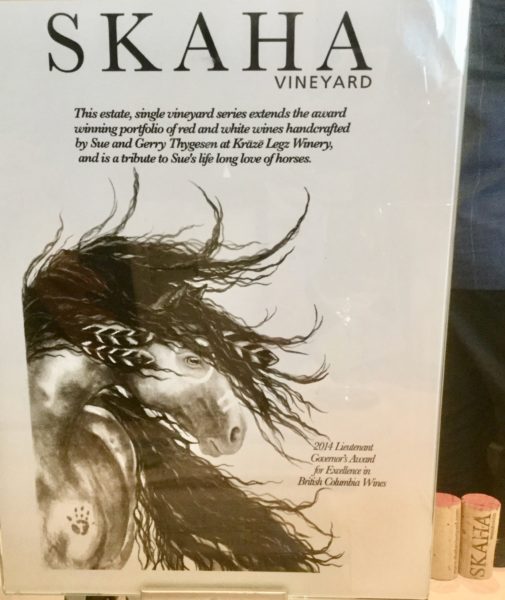 SKAHA
VINEYARD
This estate, single vineyard series extends the award
winning portfolio of red and white wines handcrafted
by Sue and Gerry Thygesen at Kräzë Legz Winery,
and is a tribute to Sue's life long love of horses.
2014 Lieutenant
Governor's Award
for Excellence in
British Columbia Wines
SKAHA